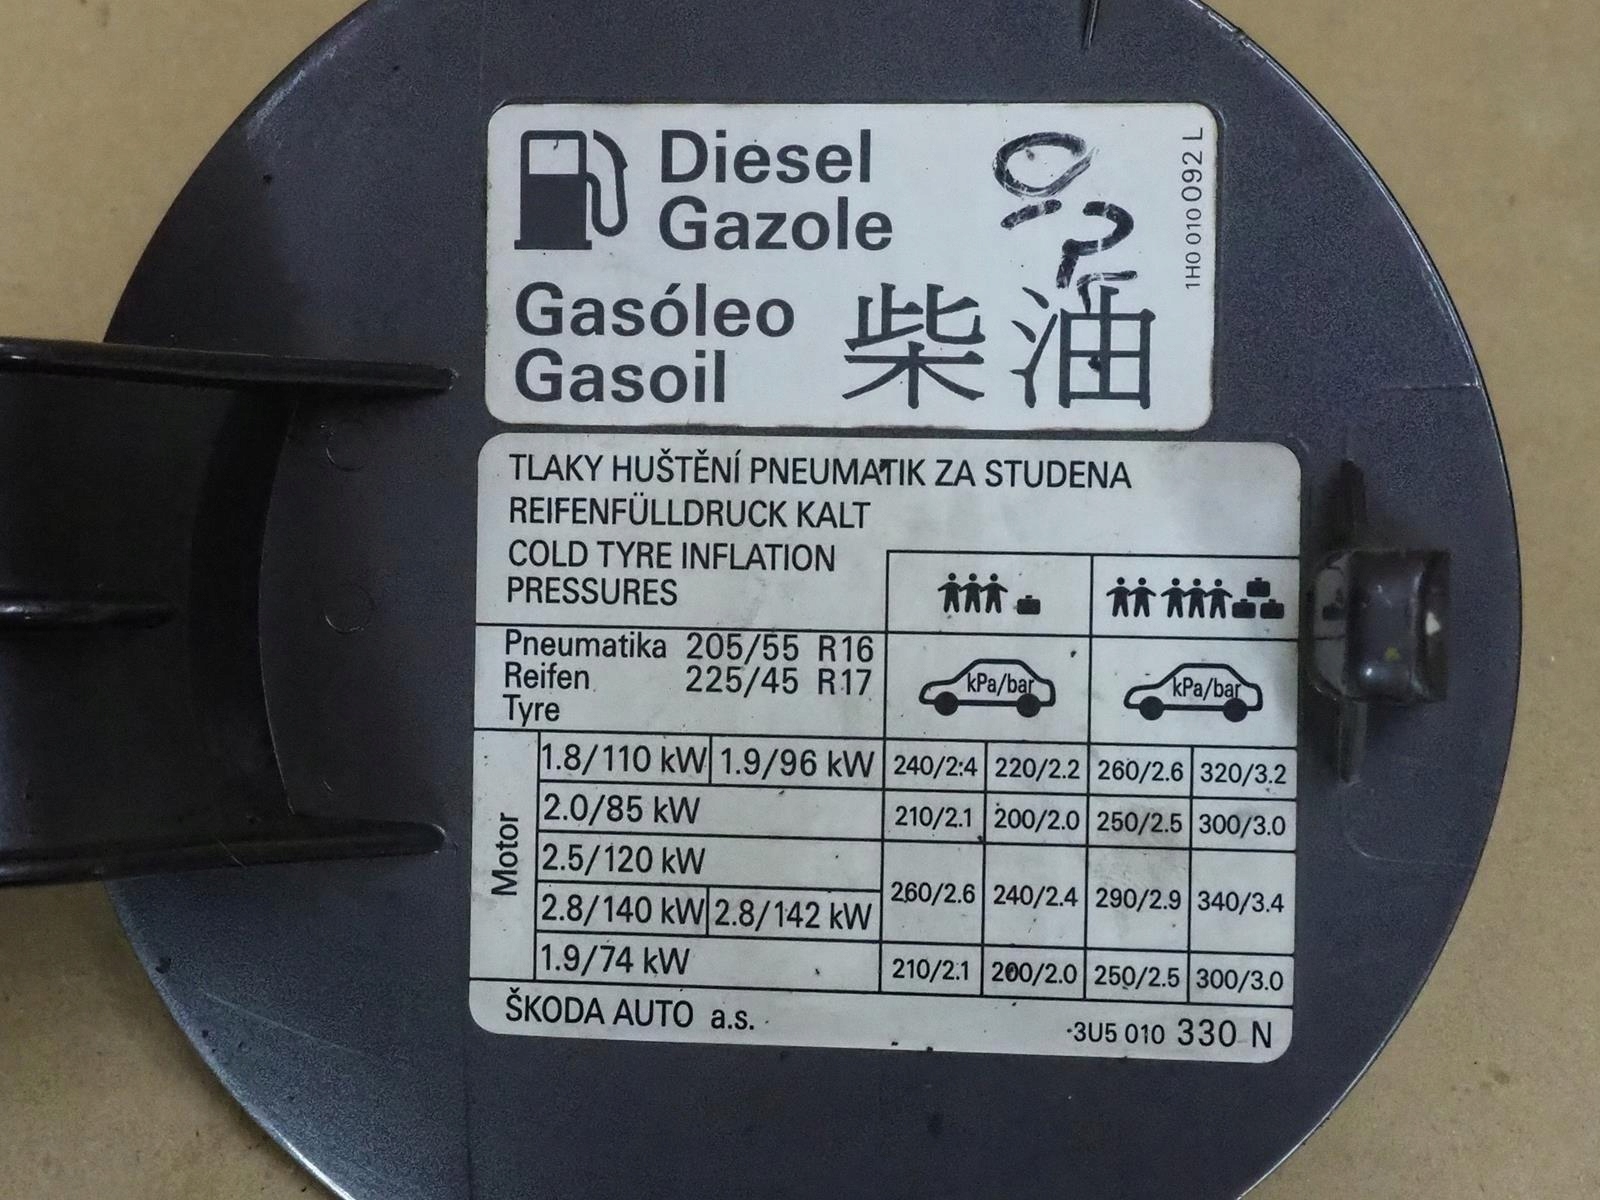 Diesel
Gazole
Gasóleo
Gasoil
柴油
1H0 010 092 L
TLAKY HUŠTĚNÍ PNEUMATIK ZA STUDENA
REIFENFÜLLDRUCK KALT
COLD TYRE INFLATION
PRESSURES
Pneumatika 205/55 R16
Reifen 225/45 R17
Tyre
kPa/bar kPa/bar
Motor
1.8/110 kW 1.9/96 kW 240/2.4 220/2.2 260/2.6 320/3.2
2.0/85 kW 210/2.1 200/2.0 250/2.5 300/3.0
2.5/120 kW
2.8/140 kW 2.8/142 kW 260/2.6 240/2.4 290/2.9 340/3.4
1.9/74 kW 210/2.1 200/2.0 250/2.5 300/3.0
ŠKODA AUTO a.s. 3U5 010 330 N